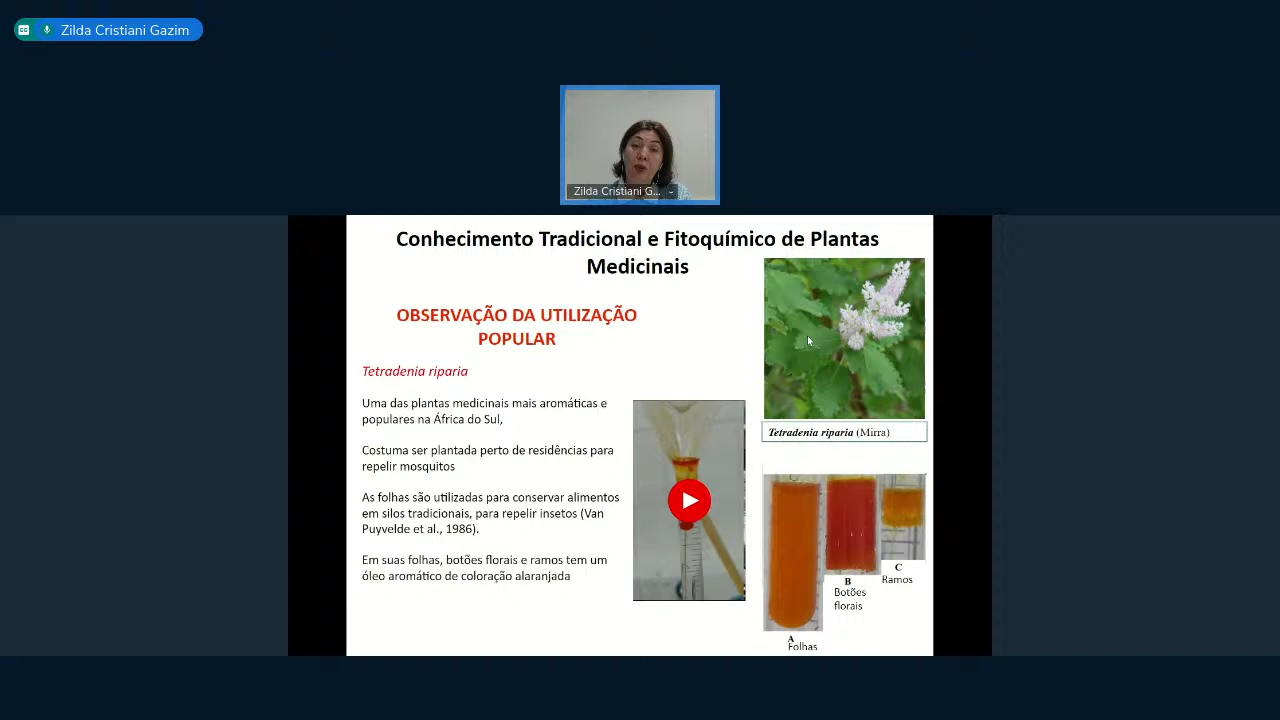 Zilda Cristiani Gazim
Zilda Cristiani G...
Conhecimento Tradicional e Fitoquímico de Plantas
Medicinais
OBSERVAÇÃO DA UTILIZAÇÃO
POPULAR
Tetradenia riparia
Uma das plantas medicinais mais aromáticas e
populares na África do Sul,
Costuma ser plantada perto de residências para
repelir mosquitos
As folhas são utilizadas para conservar alimentos
em silos tradicionais, para repelir insetos (Van
Puyvelde et al., 1986).
Em suas folhas, botões florais e ramos tem um
óleo aromático de coloração alaranjada
Tetradenia riparia (Mirra)
A
Folhas
B
Botões
florais
C
Ramos